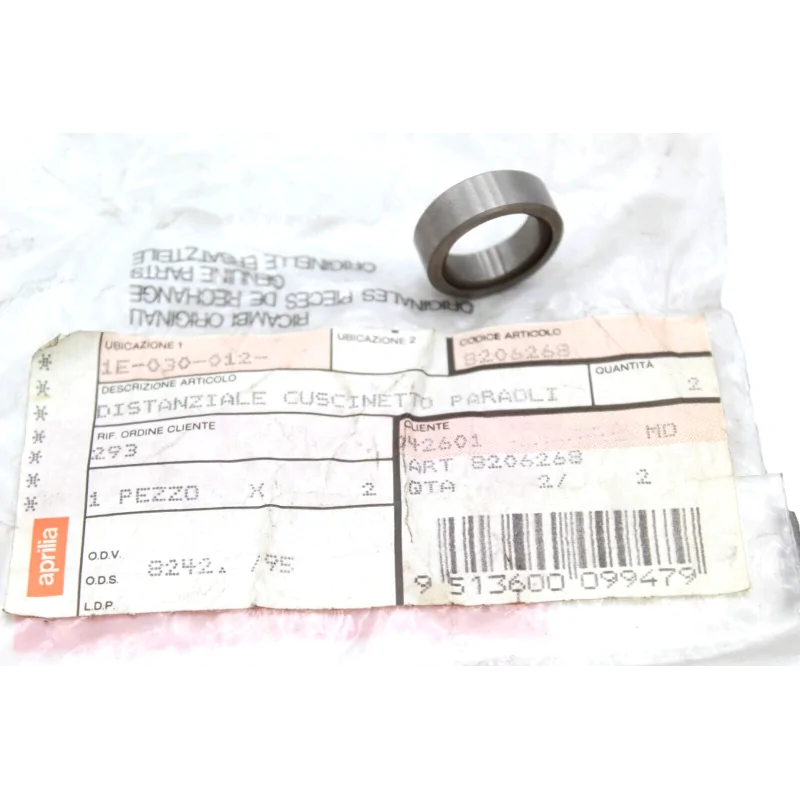 ORIGINELLE ERSATZTEILE
GENUINE PARTS
ORIGINALES PIECES DE RECHANGE
RICAMBI ORIGINALI
UBICAZIONE 1
1E-030-012-
UBICAZIONE 2
CODICE ARTICOLO
8206268
DESCRIZIONE ARTICOLO
DISTANZIALE CUSCINETTO PARAOLI
QUANTITÀ
2
RIF. ORDINE CLIENTE
293
CLIENTE
042601 MO
ART 8206268
QTA 2/ 2
1 PEZZO X 2
O.D.V.
O.D.S. 8242. /95
L.D.P.
9 513600 099479
aprilia